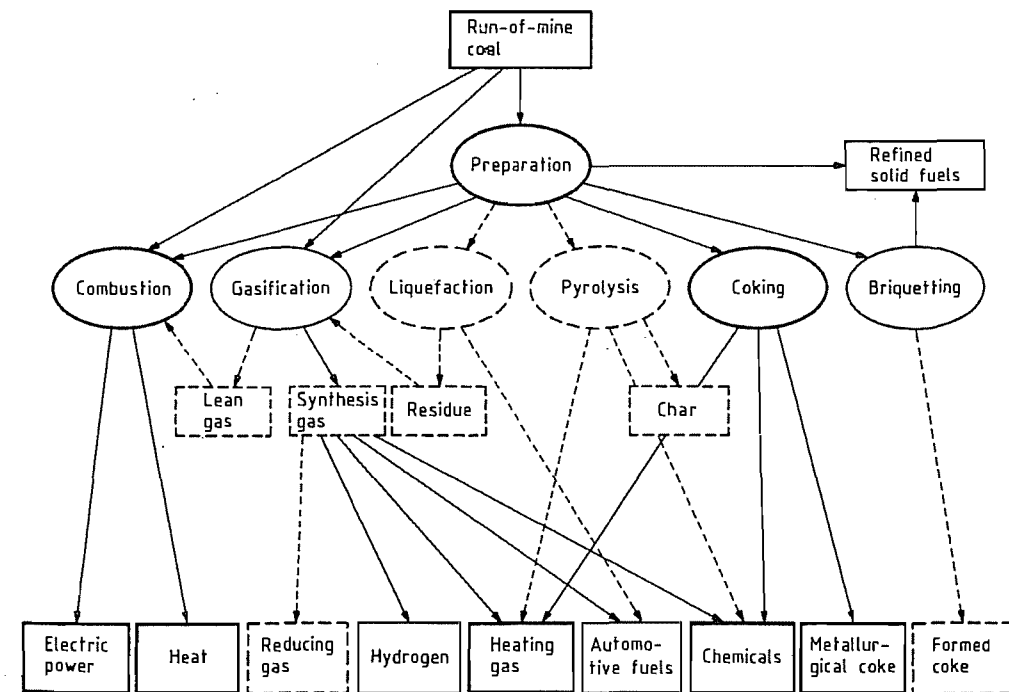 Run-of-mine
coal
Preparation
Refined
solid fuels
Combustion
Gasification
Liquefaction
Pyrolysis
Coking
Briquetting
Lean
gas
Synthesis
gas
Residue
Char
Electric
power
Heat
Reducing
gas
Hydrogen
Heating
gas
Automo-
tive fuels
Chemicals
Metallur-
gical coke
Formed
coke